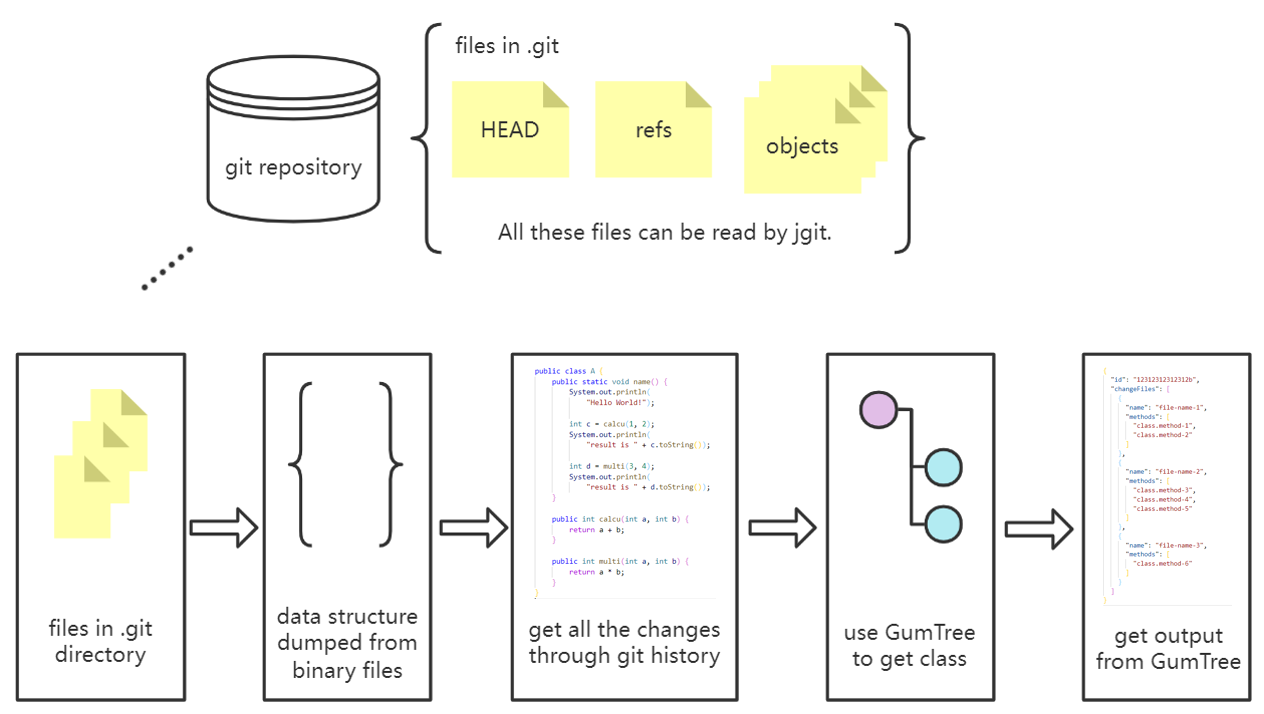 files in .git
HEAD
refs
objects
git repository
All these files can be read by jgit.
files in .git
directory
data structure
dumped from
binary files
public class A {
public static void name() {
System.out.println(
"Hello World!");
int c = calcu(1, 2);
System.out.println(
"result is " + c.toString());
int d = multi(3, 4);
System.out.println(
"result is " + d.toString());
}
public int calcu(int a, int b) {
return a + b;
}
public int multi(int a, int b) {
return a * b;
}
}
get all the changes
through git history
use GumTree
to get class
{
"id": "12312312312312b",
"changeFiles": [
{
"name": "file-name-1",
"methods": [
"class.method-1",
"class.method-2"
]
},
{
"name": "file-name-2",
"methods": [
"class.method-3",
"class.method-4",
"class.method-5"
]
},
{
"name": "file-name-3",
"methods": [
"class.method-6"
]
}
]
}
get output
from GumTree